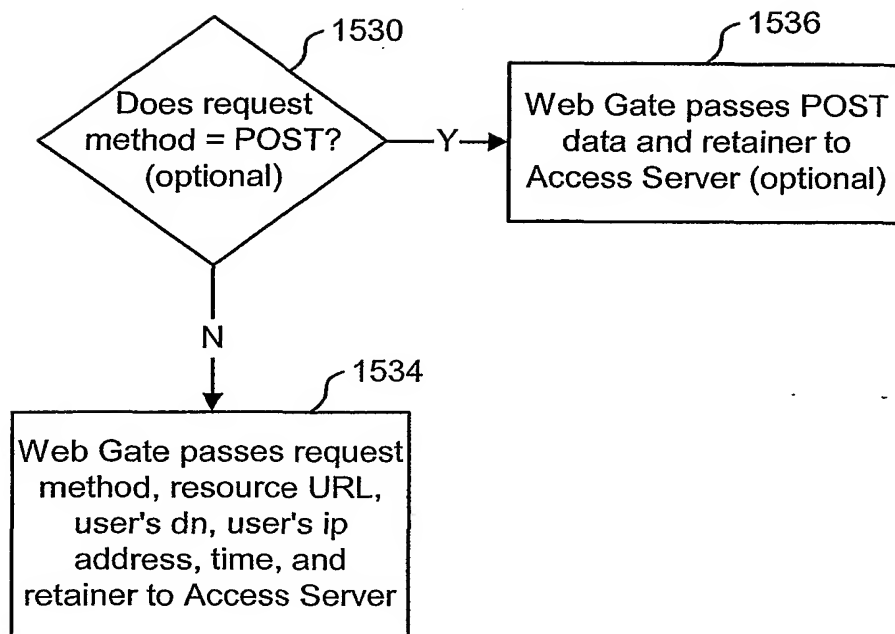 1530
Does request
method = POST?
(optional)
Y
1536
Web Gate passes POST
data and retainer to
Access Server (optional)
N
1534
Web Gate passes request
method, resource URL,
user's dn, user's ip
address, time, and
retainer to Access Server